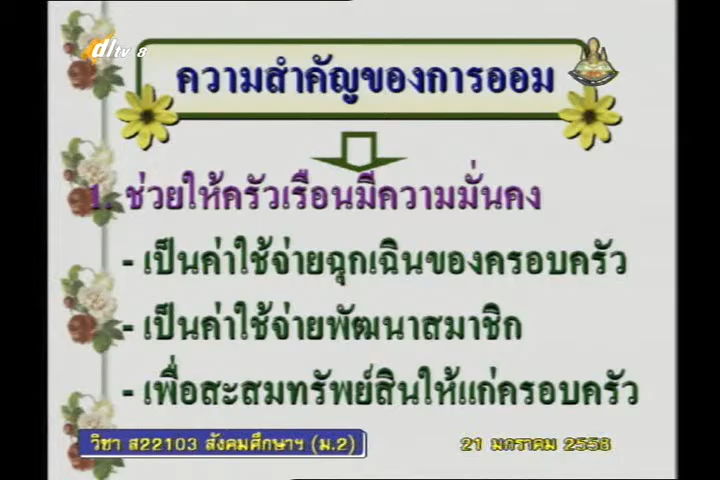 dltv 8
ความสำคัญของการออม
1. ช่วยให้ครัวเรือนมีความมั่นคง
- เป็นค่าใช้จ่ายฉุกเฉินของครอบครัว
- เป็นค่าใช้จ่ายพัฒนาสมาชิก
- เพื่อสะสมทรัพย์สินให้แก่ครอบครัว
วิชา ส22103 สังคมศึกษาฯ (ม.2) 21 มกราคม 2558